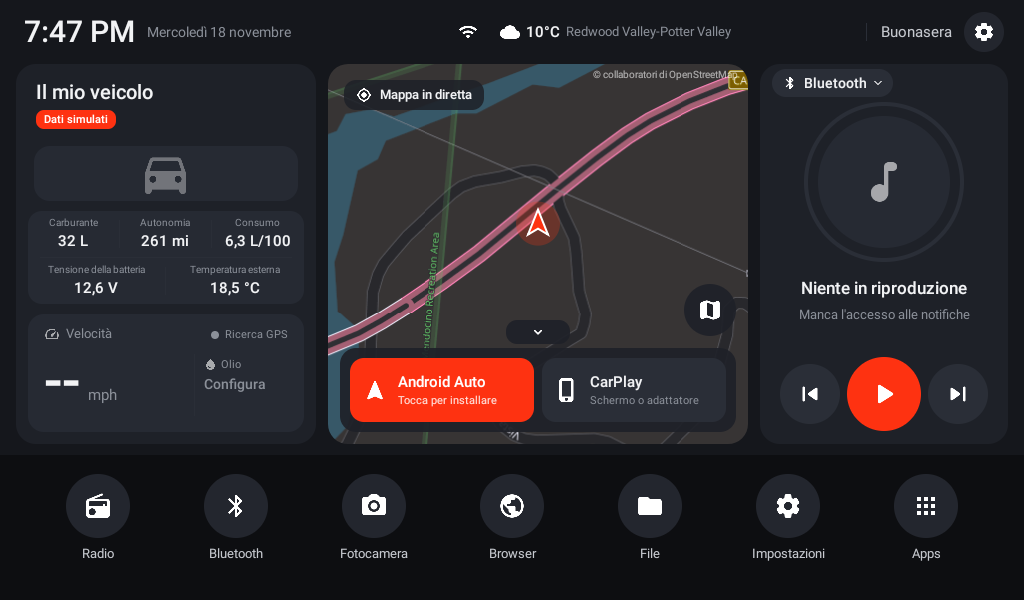 7:47 PM
Mercoledì 18 novembre
10°C
Redwood Valley-Potter Valley
Buonasera
Il mio veicolo
Dati simulati
Carburante
32 L
Autonomia
261 mi
Consumo
6,3 L/100
Tensione della batteria
12,6 V
Temperatura esterna
18,5 °C
Velocità
Ricerca GPS
--
mph
Olio
Configura
© collaboratori di OpenStreetMap
CA
Mappa in diretta
Recreation Area
Android Auto
Tocca per installare
CarPlay
Schermo o adattatore
Bluetooth
Niente in riproduzione
Manca l'accesso alle notifiche
Radio
Bluetooth
Fotocamera
Browser
File
Impostazioni
Apps